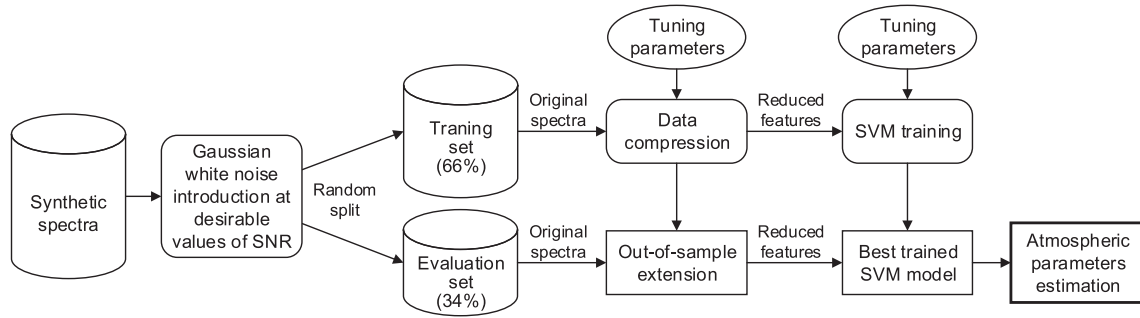 Synthetic
spectra
Gaussian
white noise
introduction at
desirable
values of SNR
Random
split
Traning
set
(66%)
Evaluation
set
(34%)
Original
spectra
Original
spectra
Tuning
parameters
Data
compression
Out-of-sample
extension
Reduced
features
Reduced
features
Tuning
parameters
SVM training
Best trained
SVM model
Atmospheric
parameters
estimation